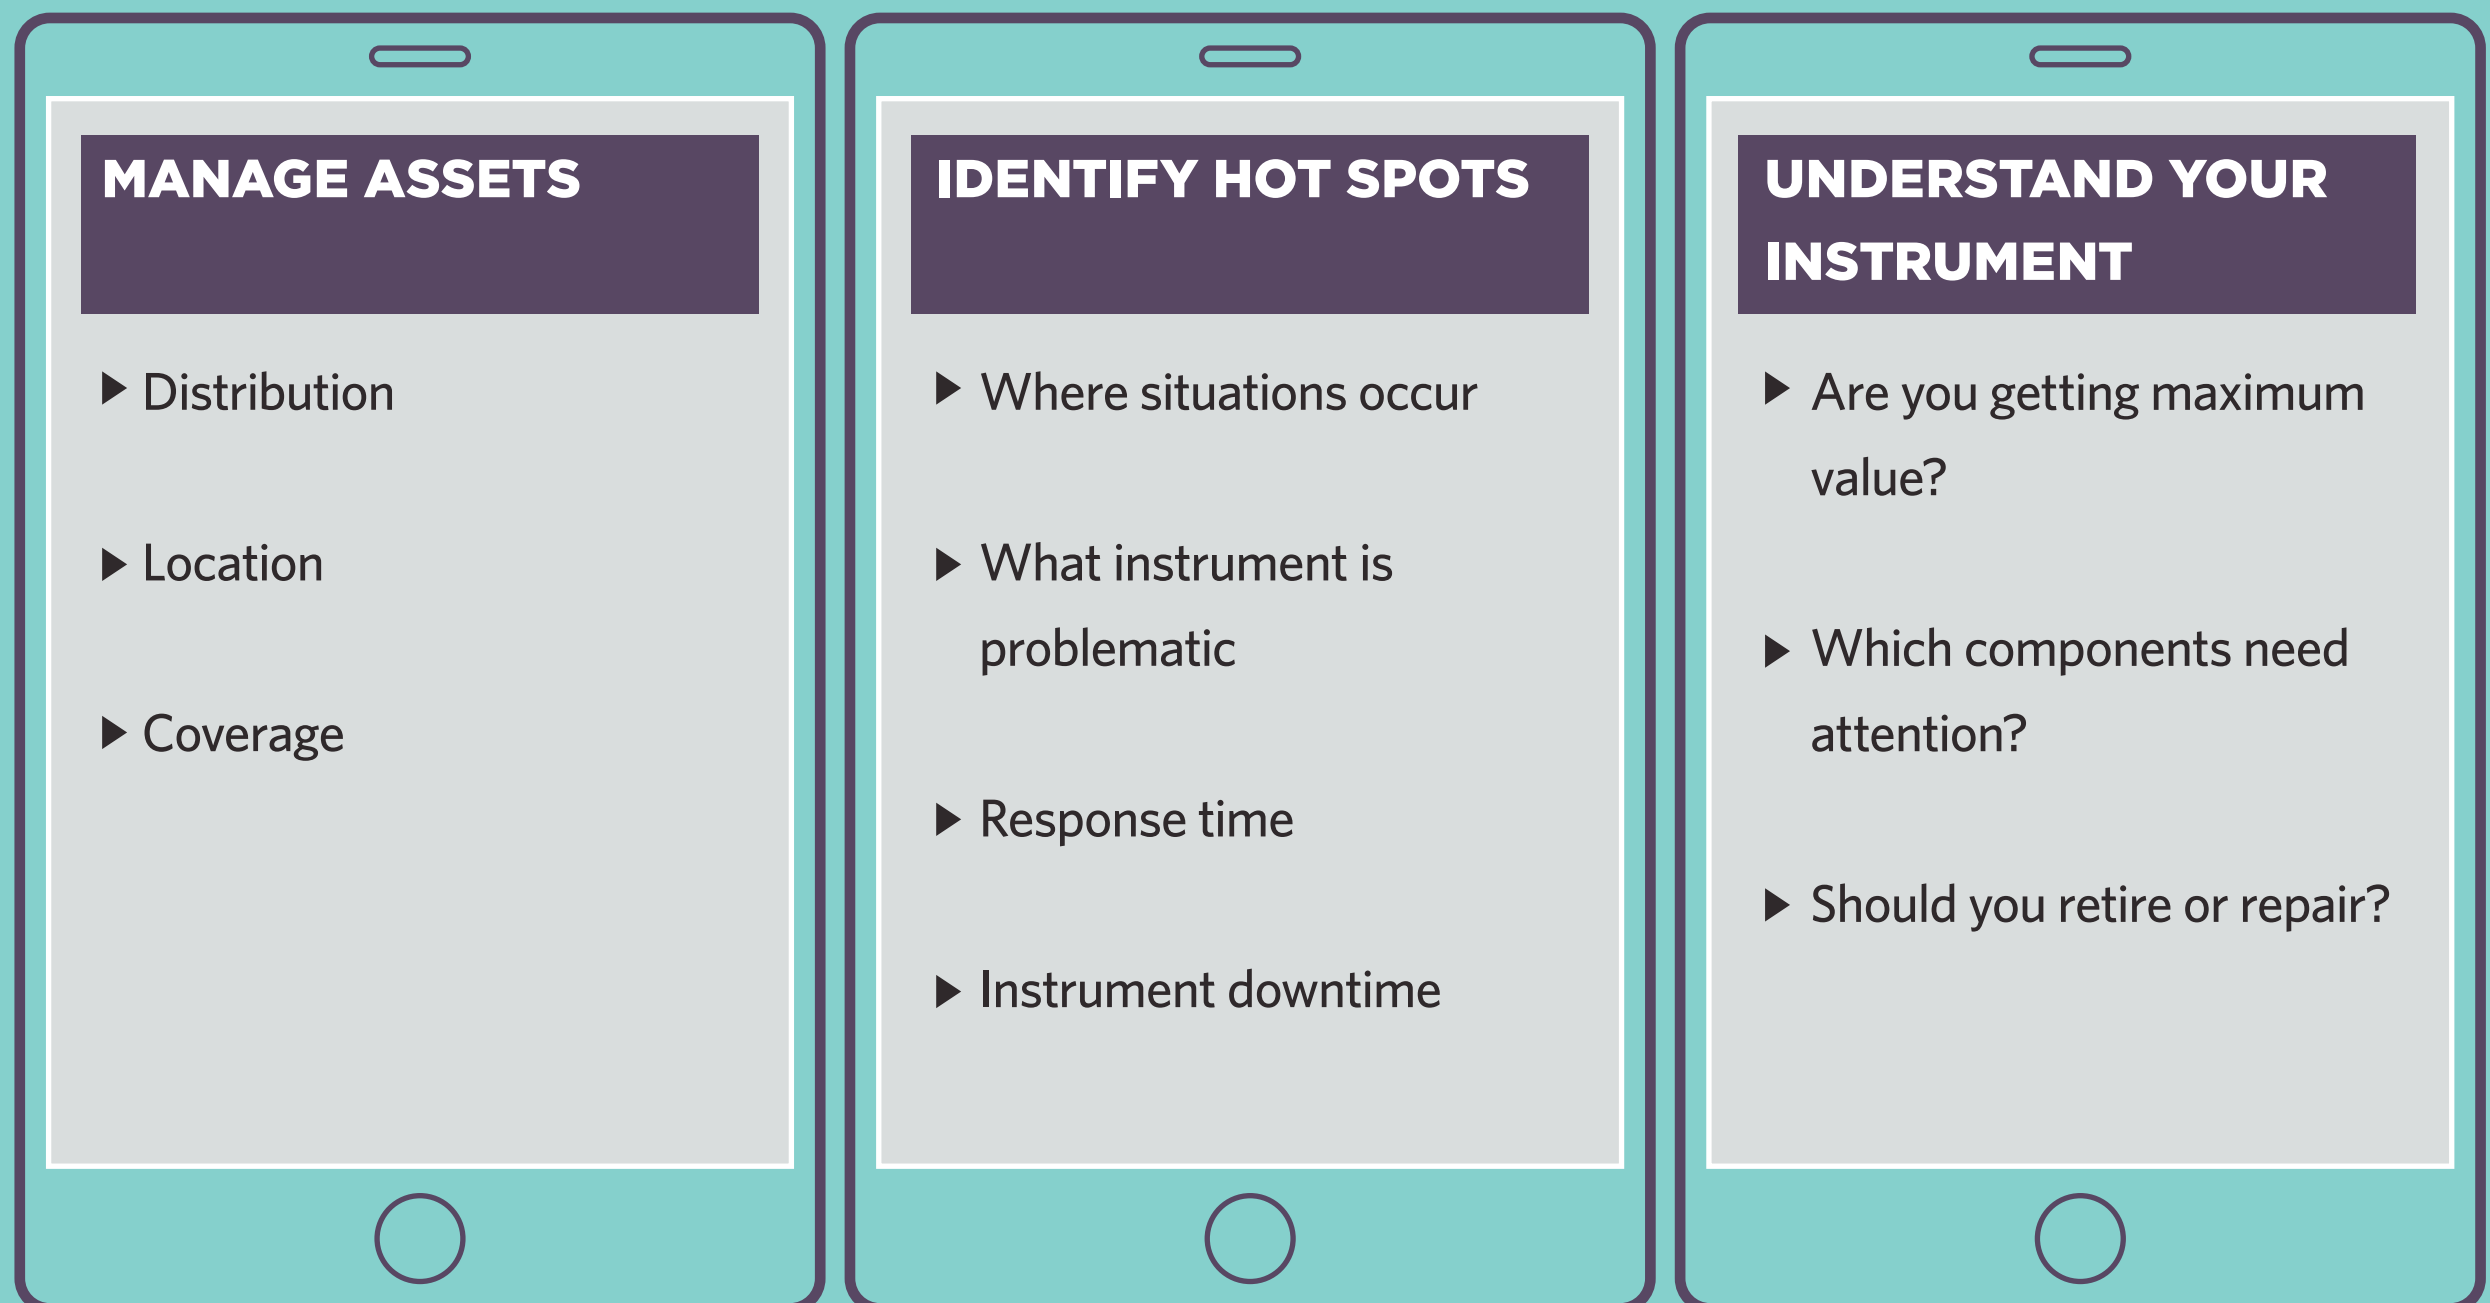 MANAGE ASSETS
Distribution
Location
Coverage
IDENTIFY HOT SPOTS
Where situations occur
What instrument is
problematic
Response time
Instrument downtime
UNDERSTAND YOUR
INSTRUMENT
Are you getting maximum
value?
Which components need
attention?
Should you retire or repair?